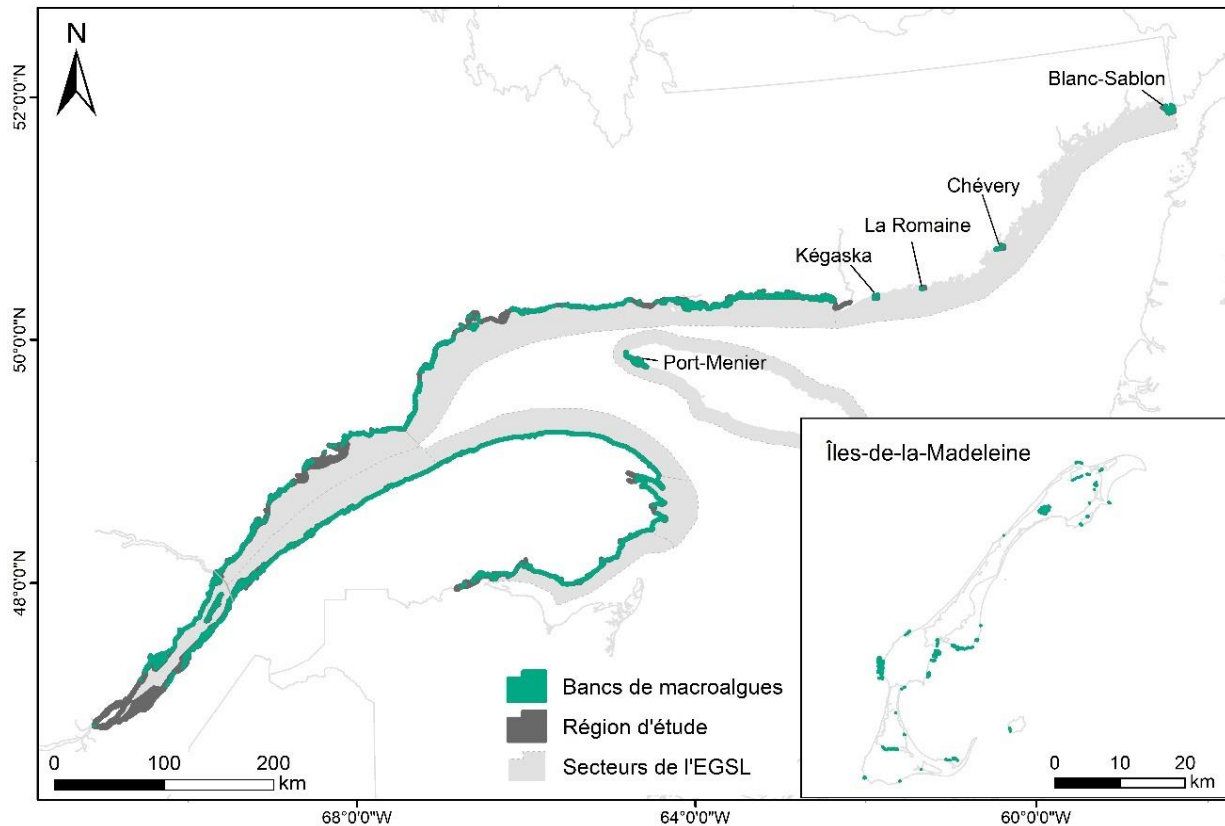 N
52°0'0"N
50°0'0"N
48°0'0"N
Blanc-Sablon
Chévery
La Romaine
Kégaska
Port-Menier
Îles-de-la-Madeleine
Bancs de macroalgues
Région d'étude
Secteurs de l'EGSL
0 100 200
km
0 10 20
km
68°0'0"W 64°0'0"W 60°0'0"W